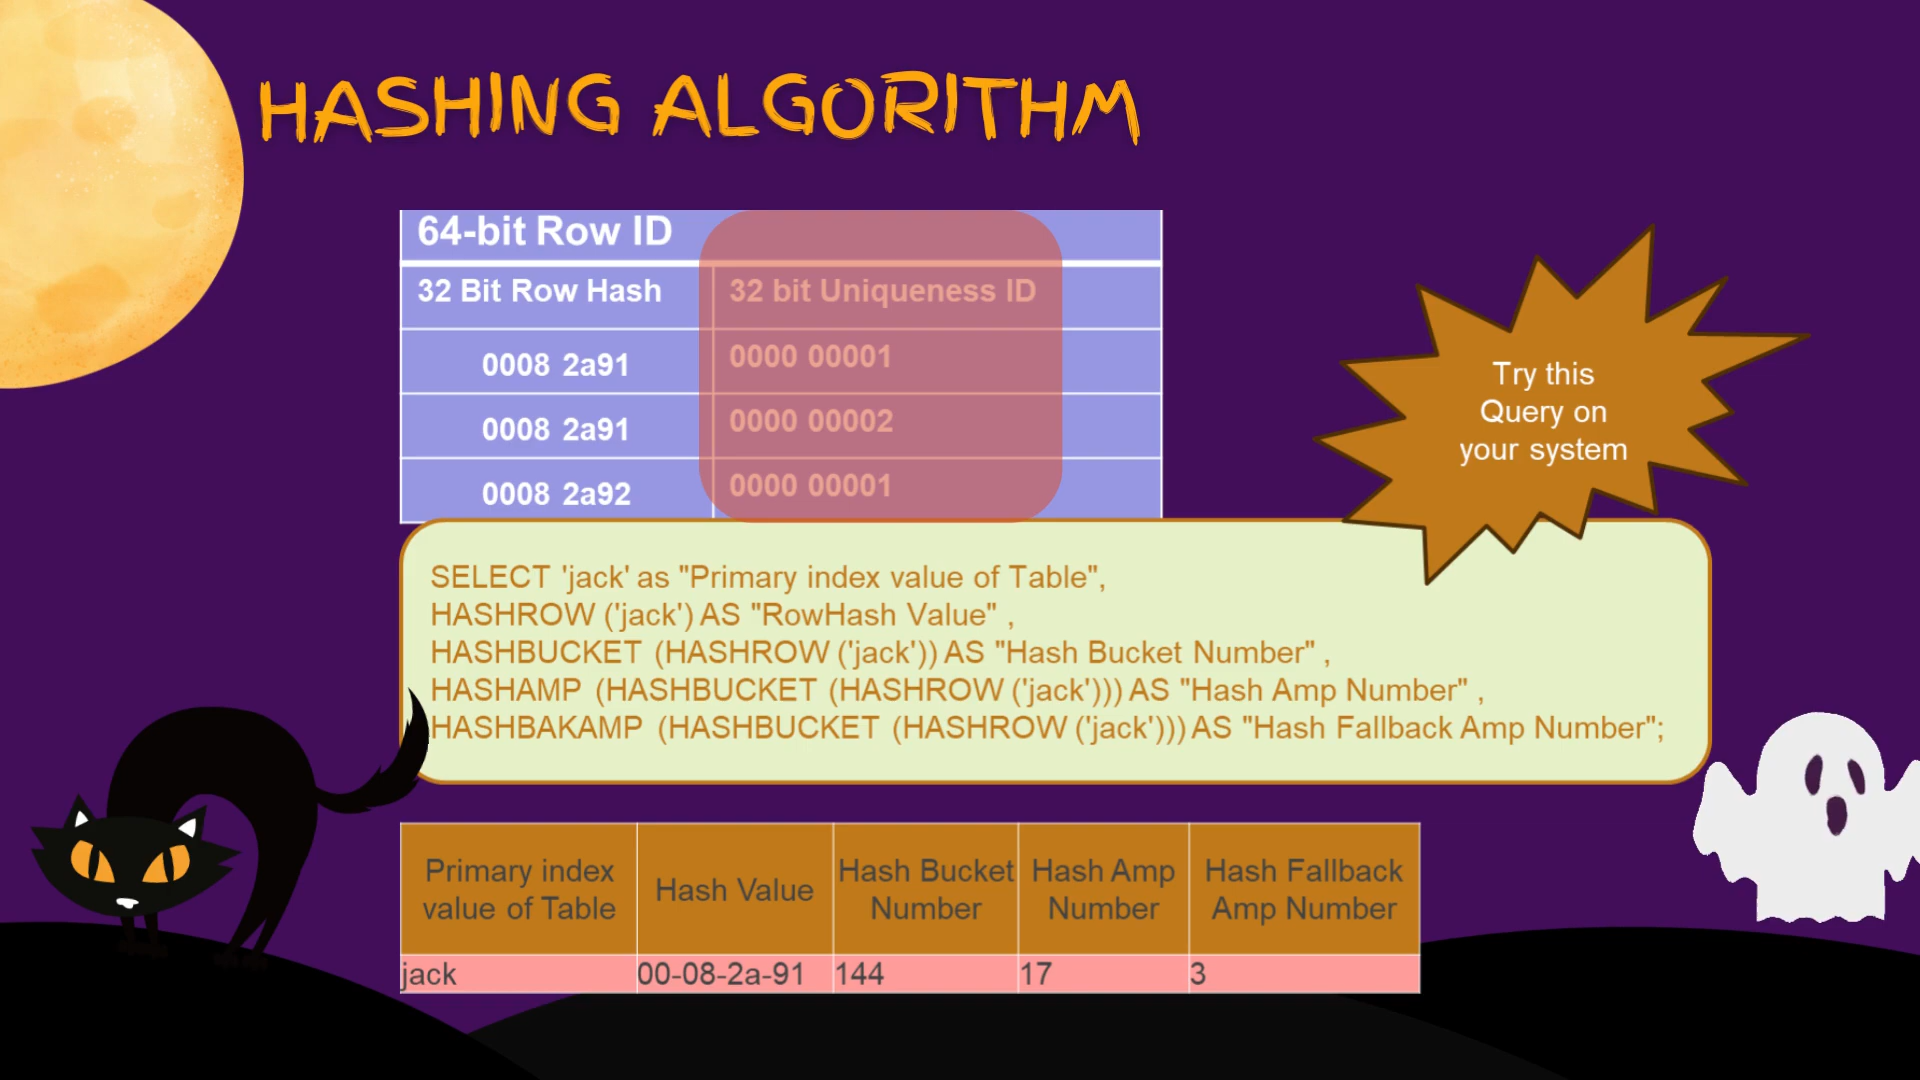 HASHING ALGORITHM
64-bit Row ID
32 Bit Row Hash 32 bit Uniqueness ID
0008 2a91 0000 00001
0008 2a91 0000 00002
0008 2a92 0000 00001
Try this
Query on
your system
SELECT 'jack' as "Primary index value of Table",
HASHROW ('jack') AS "RowHash Value" ,
HASHBUCKET (HASHROW ('jack')) AS "Hash Bucket Number" ,
HASHAMP (HASHBUCKET (HASHROW ('jack'))) AS "Hash Amp Number" ,
HASHBAKAMP (HASHBUCKET (HASHROW ('jack'))) AS "Hash Fallback Amp Number";
Primary index value of Table Hash Value Hash Bucket Number Hash Amp Number Hash Fallback Amp Number
jack 00-08-2a-91 144 17 3